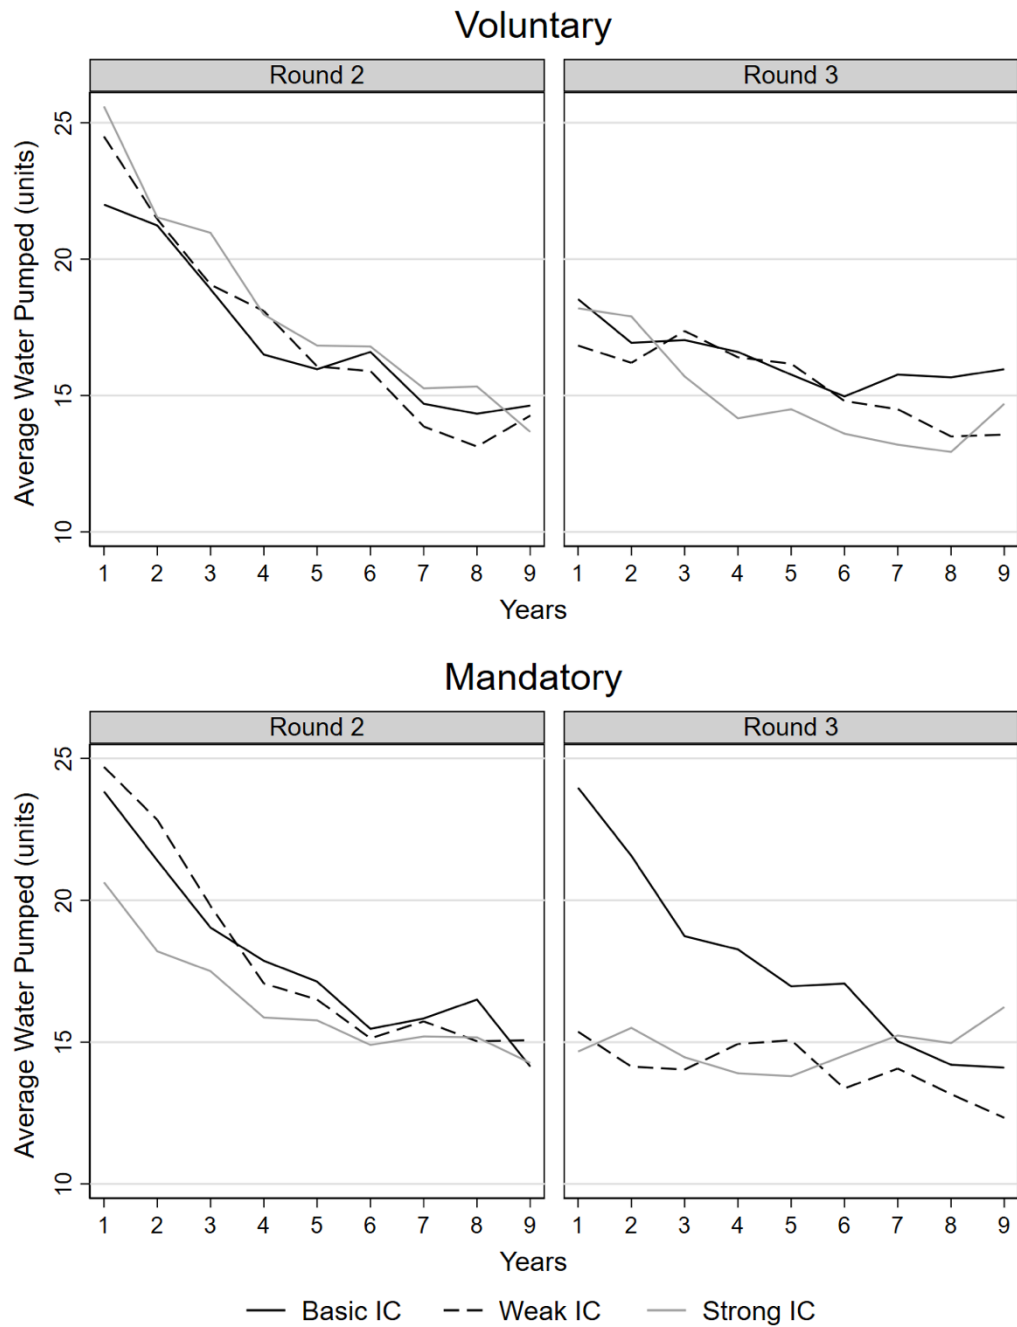 Voluntary
Round 2
Round 3
Average Water Pumped (units)
25
20
15
10
1 2 3 4 5 6 7 8 9
1 2 3 4 5 6 7 8 9
Years
Mandatory
Round 2
Round 3
Average Water Pumped (units)
25
20
15
10
1 2 3 4 5 6 7 8 9
1 2 3 4 5 6 7 8 9
Years
Basic IC
Weak IC
Strong IC